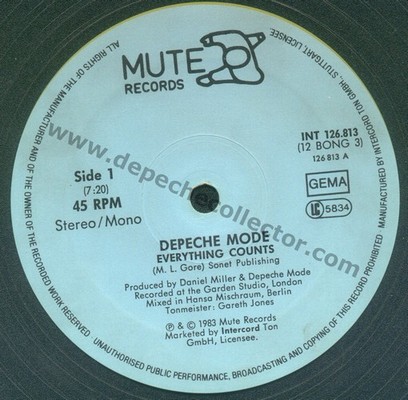 ALL RIGHTS OF THE MANUFACTURER AND OF THE OWNER OF THE RECORDED WORK RESERVED
MANUFACTURED BY INTERCORD TON GMBH., STUTTGART, LICENSEE.
MUTE
RECORDS
INT 126.813
(12 BONG 3)
126 813 A
Side 1
(7:20)
45 RPM
Stereo/Mono
GEMA
LC 5834
www.depechecollector.com
DEPECHE MODE
EVERYTHING COUNTS
(M. L. Gore) Sonet Publishing
Produced by Daniel Miller & Depeche Mode
Recorded at the Garden Studio, London
Mixed in Hansa Mischraum, Berlin
Tonmeister: Gareth Jones
℗ & © 1983 Mute Records
Marketed by Intercord Ton
GmbH, Licensee.
UNAUTHORISED PUBLIC PERFORMANCE, BROADCASTING AND COPYING OF THIS RECORD PROHIBITED